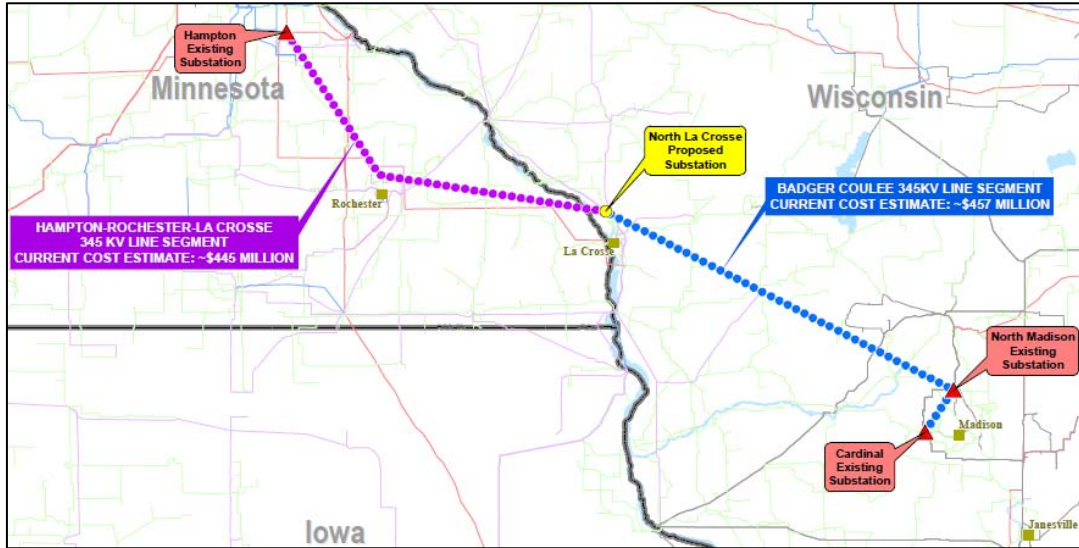 Hampton
Existing
Substation
Minnesota
Wisconsin
North La Crosse
Proposed
Substation
BADGER COULEE 345KV LINE SEGMENT
CURRENT COST ESTIMATE: ~$457 MILLION
Rochester
HAMPTON-ROCHESTER-LA CROSSE
345 KV LINE SEGMENT
CURRENT COST ESTIMATE: ~$445 MILLION
La Crosse
North Madison
Existing
Substation
Madison
Cardinal
Existing
Substation
Iowa
Janesville